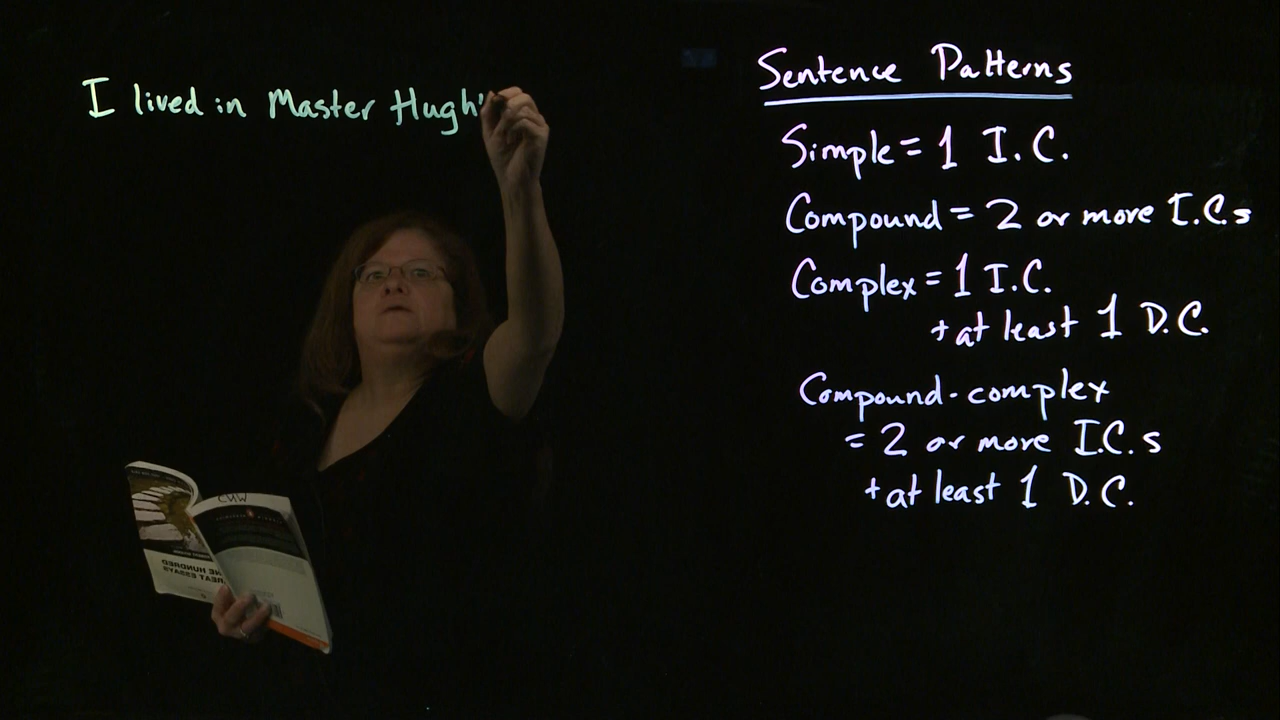 I lived in Master Hugh's
Sentence Patterns
Simple = 1 I.C.
Compound = 2 or more I.C.s
Complex = 1 I.C.
+ at least 1 D.C.
Compound-complex
= 2 or more I.C.s
+ at least 1 D.C.